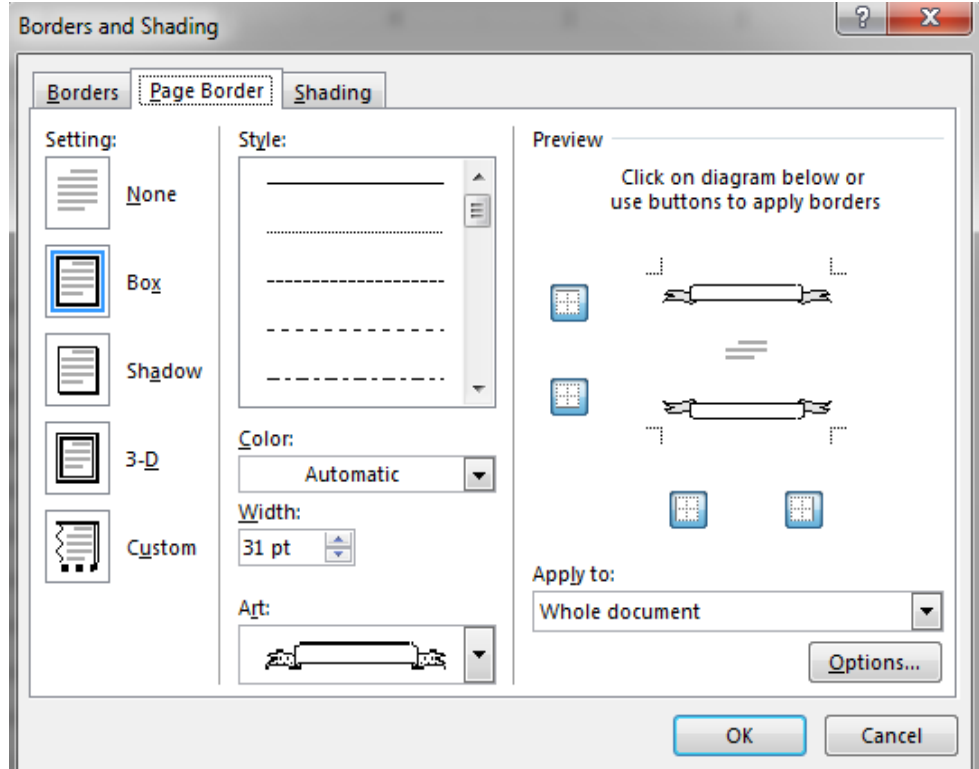 Borders and Shading
?
Borders
Page Border
Shading
Setting:
None
Box
Shadow
3-D
Custom
Style:
Color:
Automatic
Width:
31 pt
Art:
Preview
Click on diagram below or
use buttons to apply borders
Apply to:
Whole document
Options...
OK
Cancel